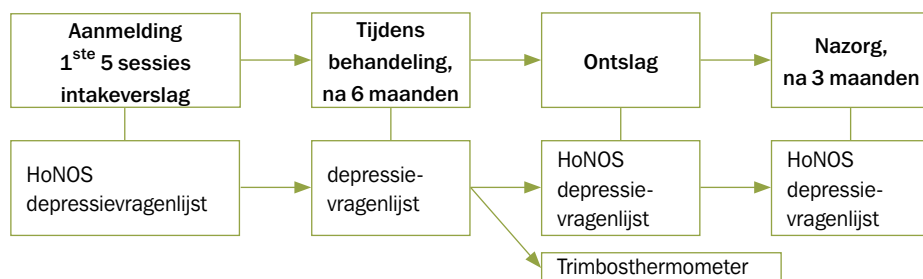 Aanmelding
1ste 5 sessies
intakeverslag
Tijdens
behandeling,
na 6 maanden
Ontslag
Nazorg,
na 3 maanden
HoNOS
depressievragenlijst
depressie-
vragenlijst
HoNOS
depressie-
vragenlijst
HoNOS
depressie-
vragenlijst
Trimbosthermometer